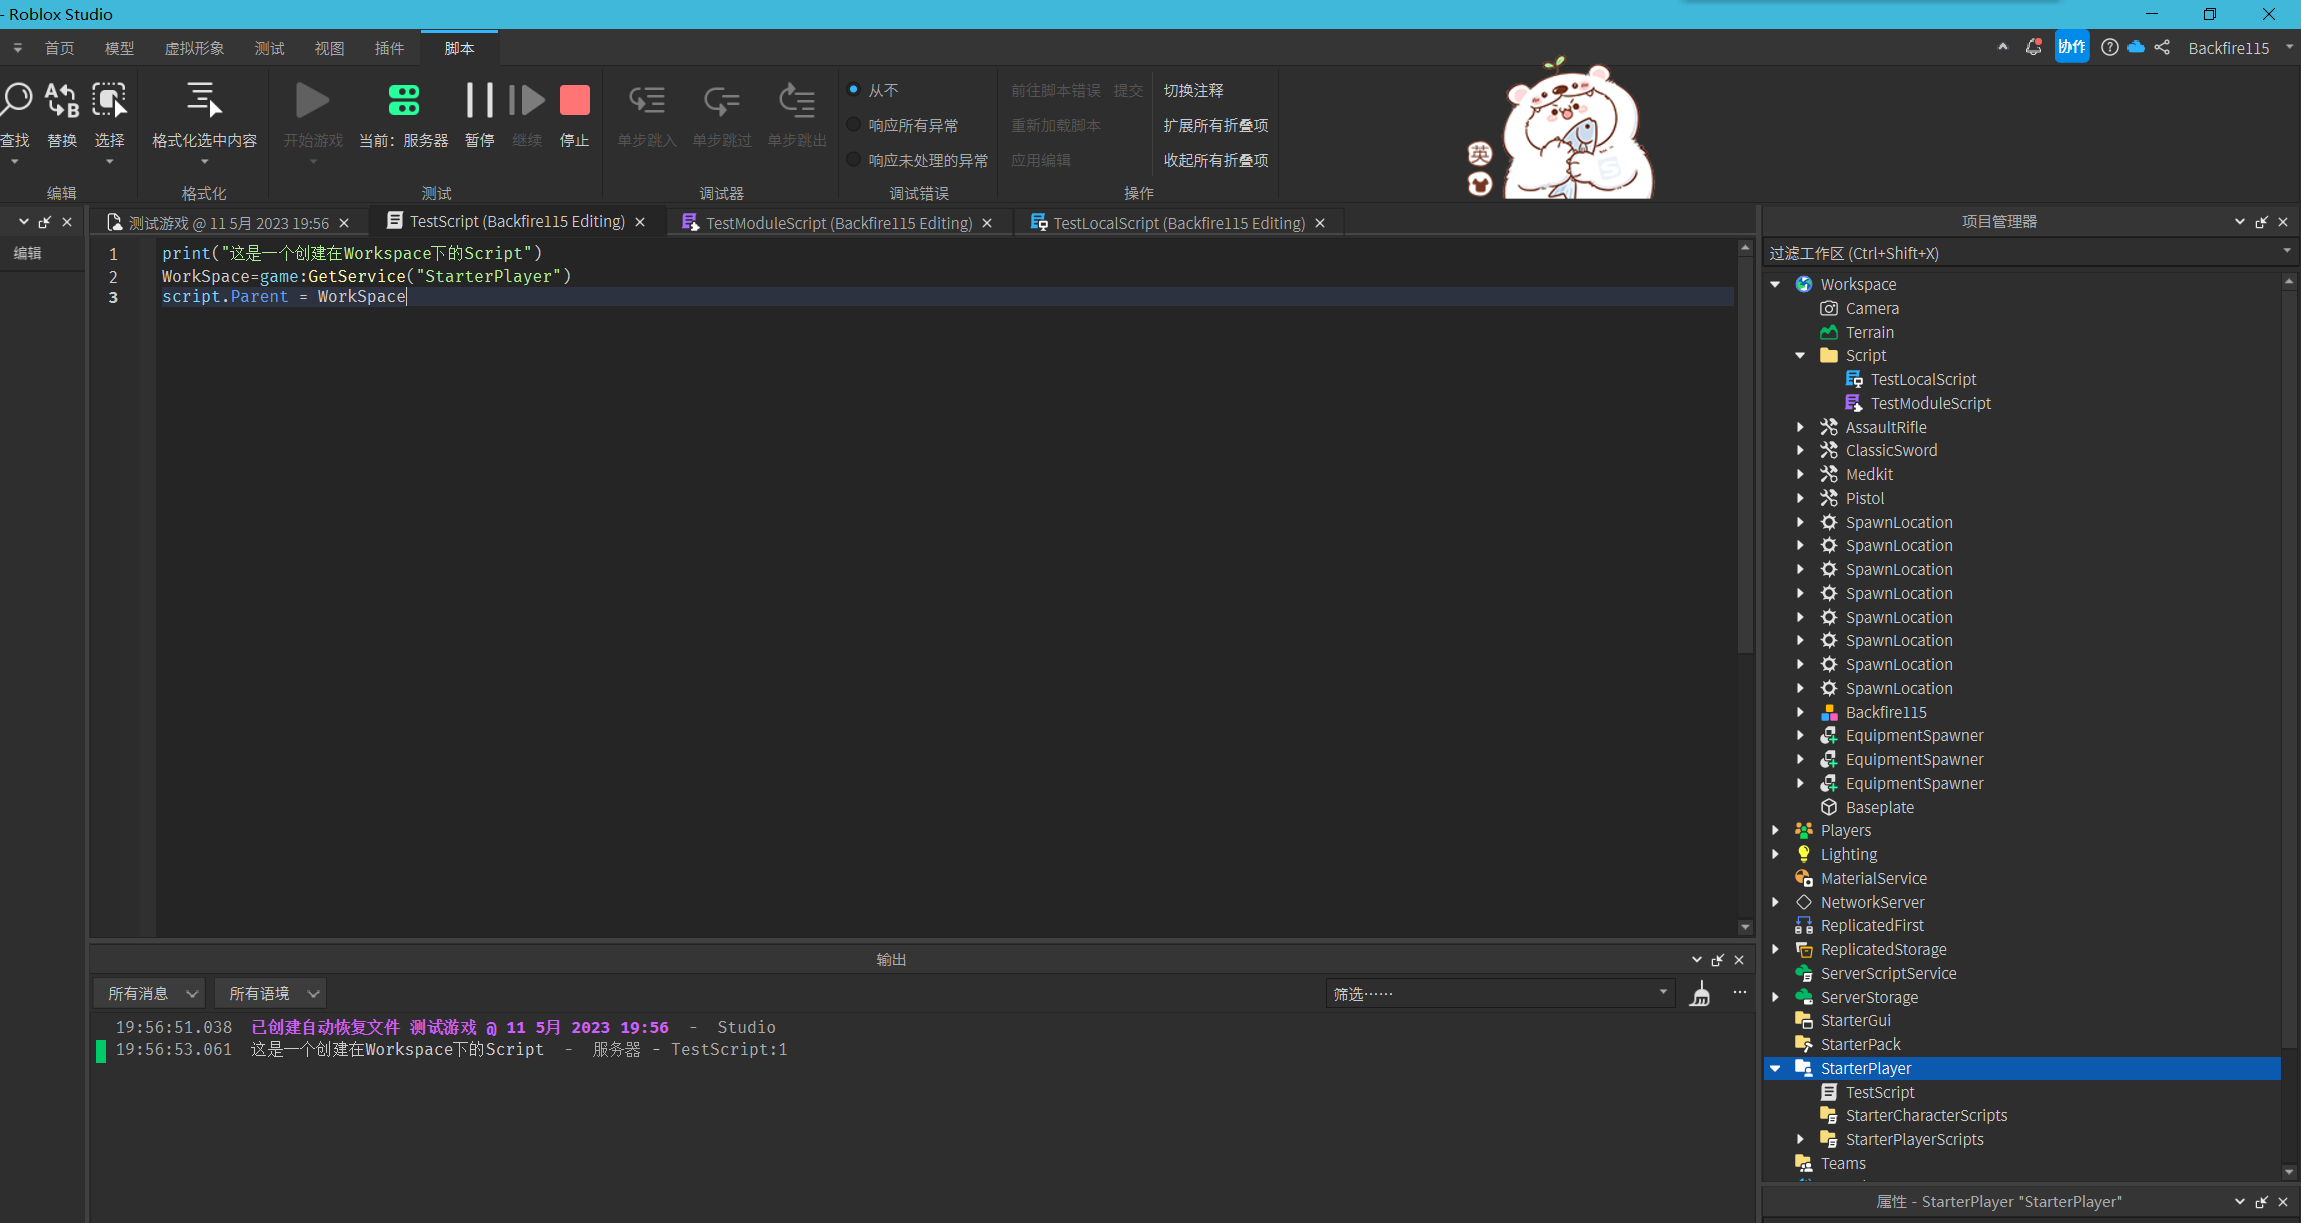 - Roblox Studio
首页 模型 虚拟形象 测试 视图 插件 脚本
协作 Backfire115
查找 替换 选择
编辑
格式化选中内容
格式化
开始游戏 当前：服务器 暂停 继续 停止
测试
单步跳入 单步跳过 单步跳出
调试器
从不
响应所有异常
响应未处理的异常
调试错误
前往脚本错误 提交
重新加载脚本
应用编辑
切换注释
扩展所有折叠项
收起所有折叠项
操作
英
编辑
测试游戏 @ 11 5月 2023 19:56
TestScript (Backfire115 Editing)
TestModuleScript (Backfire115 Editing)
TestLocalScript (Backfire115 Editing)
1 print("这是一个创建在Workspace下的Script")
2 WorkSpace=game:GetService("StarterPlayer")
3 script.Parent = WorkSpace
输出
所有消息 所有语境 筛选……
19:56:51.038 已创建自动恢复文件 测试游戏 @ 11 5月 2023 19:56 - Studio
19:56:53.061 这是一个创建在Workspace下的Script - 服务器 - TestScript:1
项目管理器
过滤工作区 (Ctrl+Shift+X)
Workspace
Camera
Terrain
Script
TestLocalScript
TestModuleScript
AssaultRifle
ClassicSword
Medkit
Pistol
SpawnLocation
SpawnLocation
SpawnLocation
SpawnLocation
SpawnLocation
SpawnLocation
SpawnLocation
SpawnLocation
Backfire115
EquipmentSpawner
EquipmentSpawner
EquipmentSpawner
Baseplate
Players
Lighting
MaterialService
NetworkServer
ReplicatedFirst
ReplicatedStorage
ServerScriptService
ServerStorage
StarterGui
StarterPack
StarterPlayer
TestScript
StarterCharacterScripts
StarterPlayerScripts
Teams
属性 - StarterPlayer "StarterPlayer"